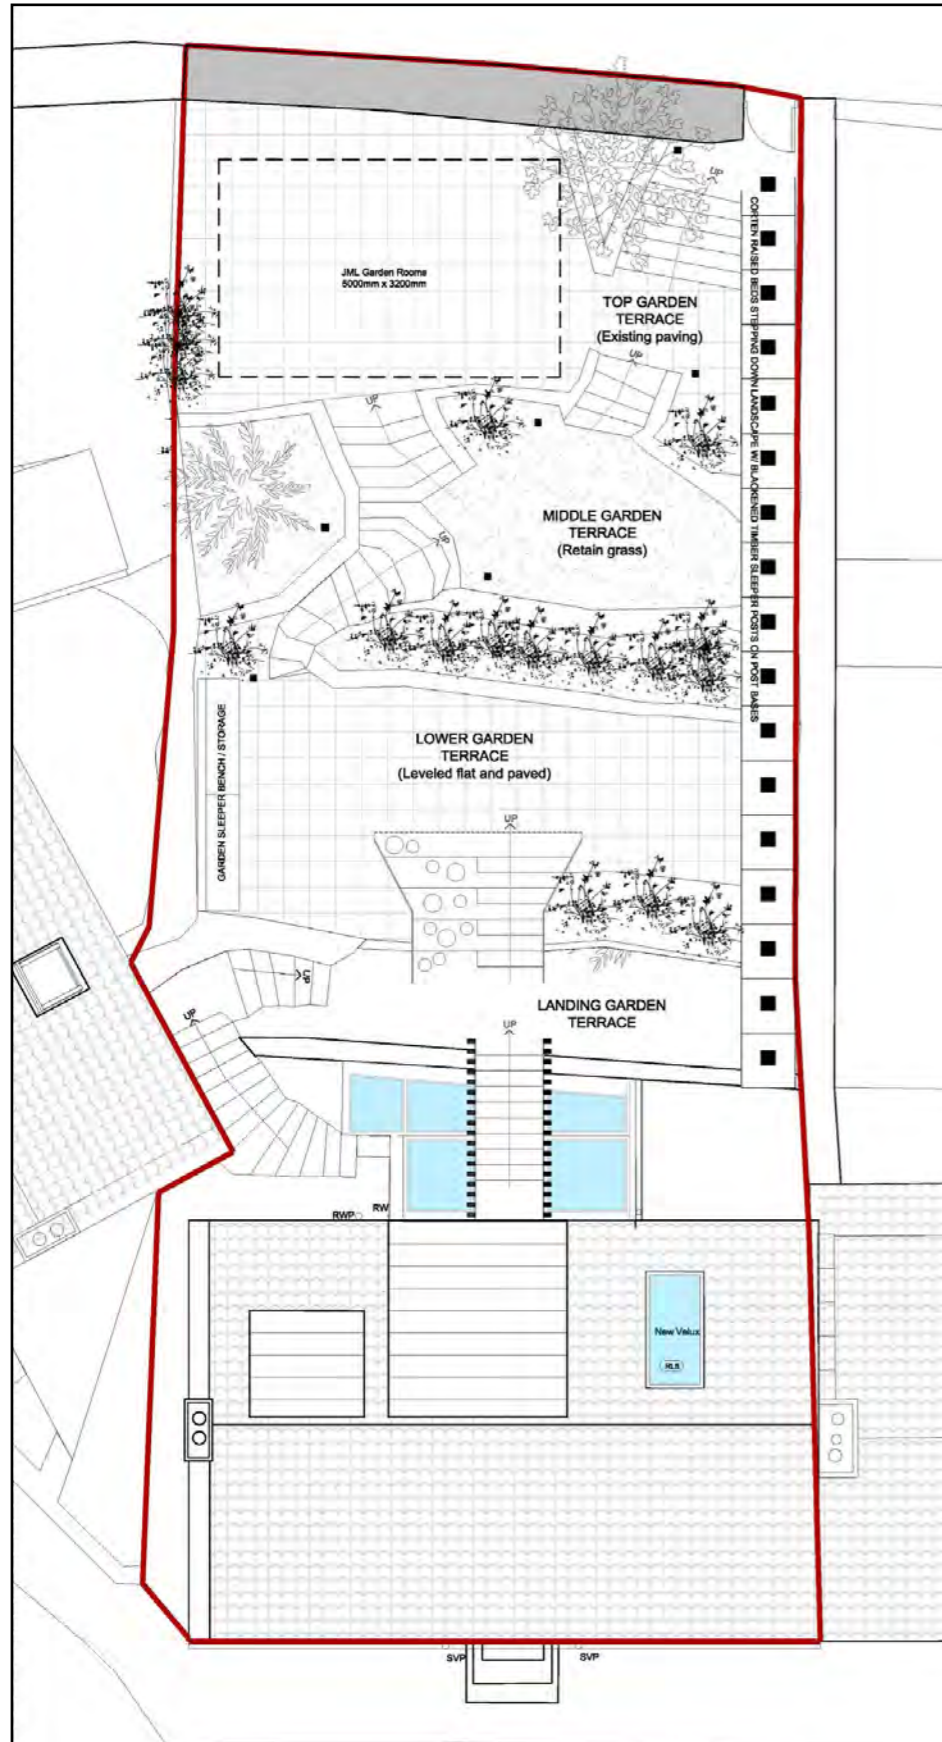 UP
JML Garden Rooms
5000mm x 3200mm
TOP GARDEN
TERRACE
(Existing paving)
UP
UP
CORTEN RAISED BEDS STEPPING DOWN LANDSCAPE W/ BLACKENED TIMBER SLEEPER POSTS ON POST BASES
MIDDLE GARDEN
TERRACE
(Retain grass)
UP
GARDEN SLEEPER BENCH / STORAGE
LOWER GARDEN
TERRACE
(Leveled flat and paved)
UP
UP
UP
LANDING GARDEN
TERRACE
UP
RWP
RW
New Velux
RLS
SVP
SVP